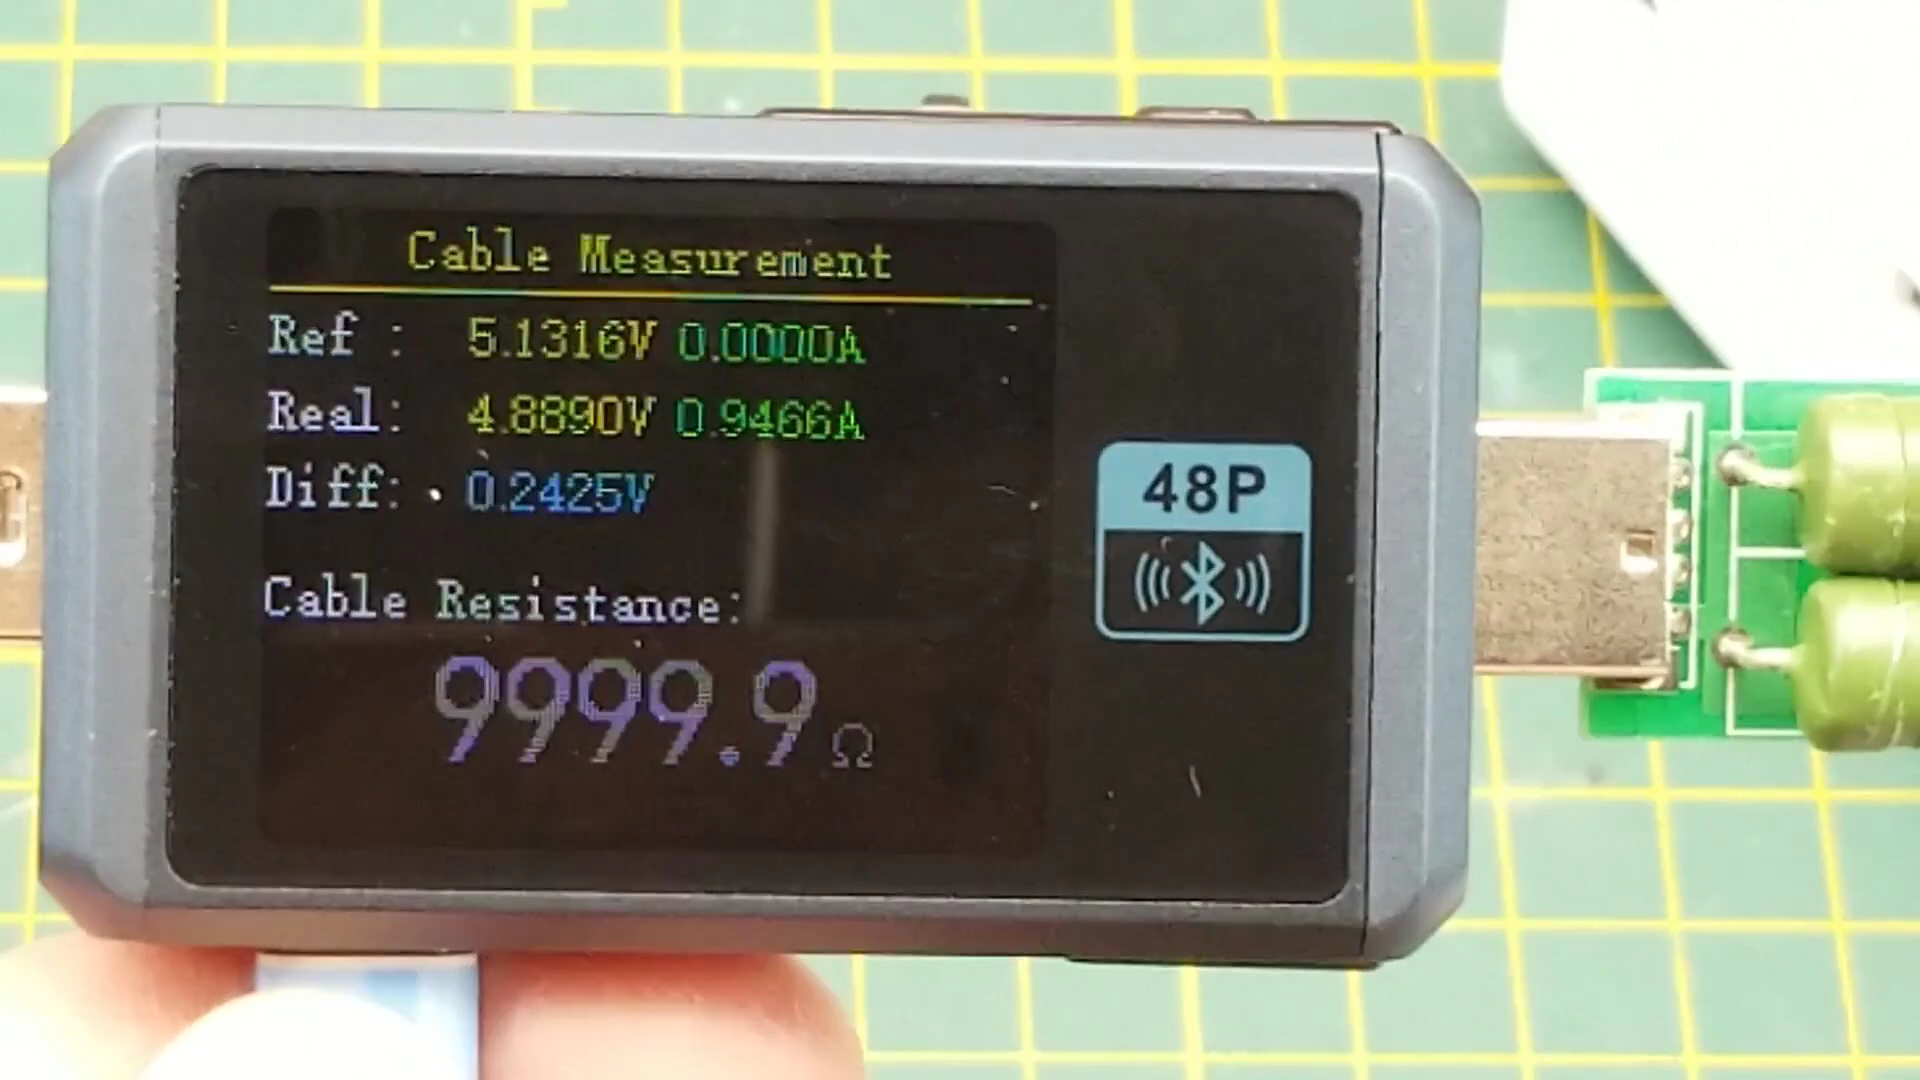 Cable Measurement
Ref : 5.1316V 0.0000A
Real: 4.8890V 0.9466A
Diff: 0.2425V
Cable Resistance:
9999.9Ω
48P